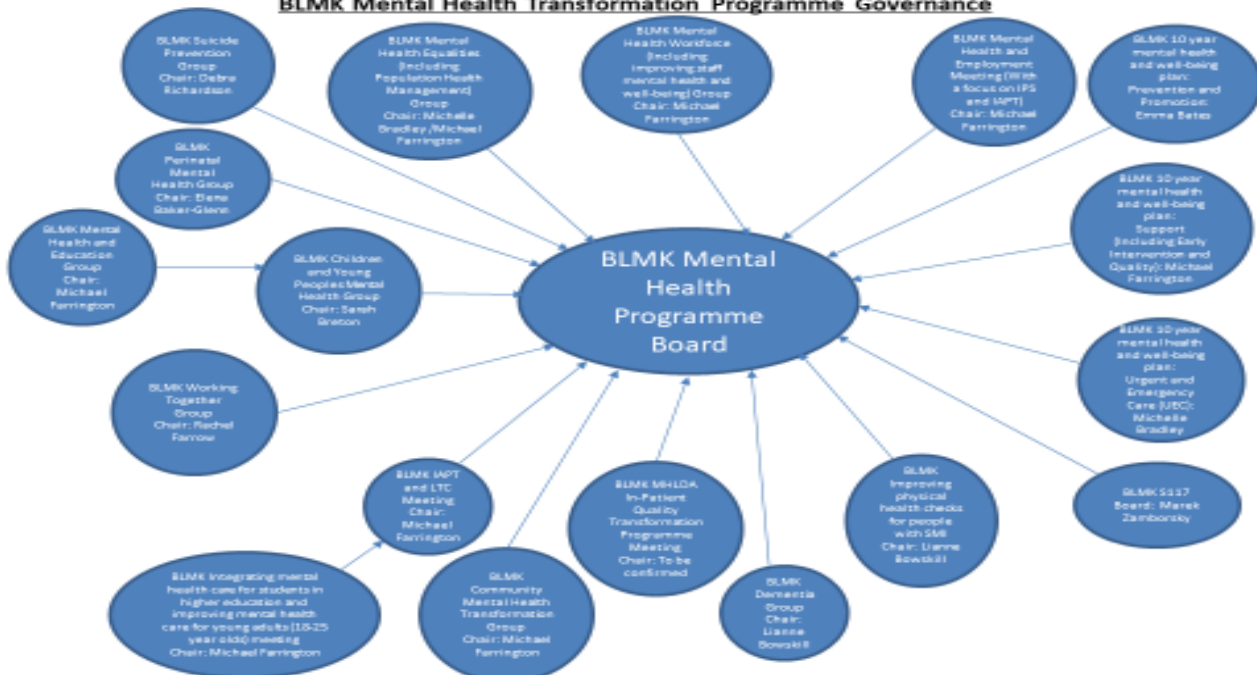 BLMK Mental Health Transformation Programme Governance
BLMK Suicide
Prevention
Group
Chair: Debra
Richardson
BLMK Mental
Health Equalities
(Including
Population Health
Management)
Group
Chair: Michelle
Bradley /Michael
Farrington
BLMK Mental
Health Workforce
(Including
improving staff
mental health and
well-being) Group
Chair: Michael
Farrington
BLMK Mental
Health and
Employment
Meeting (With
a focus on IPS
and IAPT)
Chair: Michael
Farrington
BLMK 10 year
mental health
and well-being
plan:
Prevention and
Promotion:
Emma Bates
BLMK
Perinatal
Mental
Health Group
Chair: Elena
Baker-Glenn
BLMK 10 year
mental health
and well-being
plan:
Support
(Including Early
Intervention and
Quality): Michael
Farrington
BLMK Mental
Health and
Education
Group
Chair:
Michael
Farrington
BLMK Children
and Young
Peoples Mental
Health Group
Chair: Sarah
Breton
BLMK Mental
Health
Programme
Board
BLMK 10 year
mental health
and well-being
plan:
Urgent and
Emergency
Care (UEC):
Michelle
Bradley
BLMK Working
Together
Group
Chair: Rachel
Farrow
BLMK IAPT
and LTC
Meeting
Chair:
Michael
Farrington
BLMK MHLDA
In-Patient
Quality
Transformation
Programme
Meeting
Chair: To be
confirmed
BLMK
Improving
physical
health checks
for people
with SMI
Chair: Lianne
Bowskill
BLMK S117
Board: Marek
Zamborsky
BLMK Integrating mental
health care for students in
higher education and
improving mental health
care for young adults (18-25
year olds) meeting
Chair: Michael Farrington
BLMK
Community
Mental Health
Transformation
Group
Chair: Michael
Farrington
BLMK
Dementia
Group
Chair:
Lianne
Bowskill